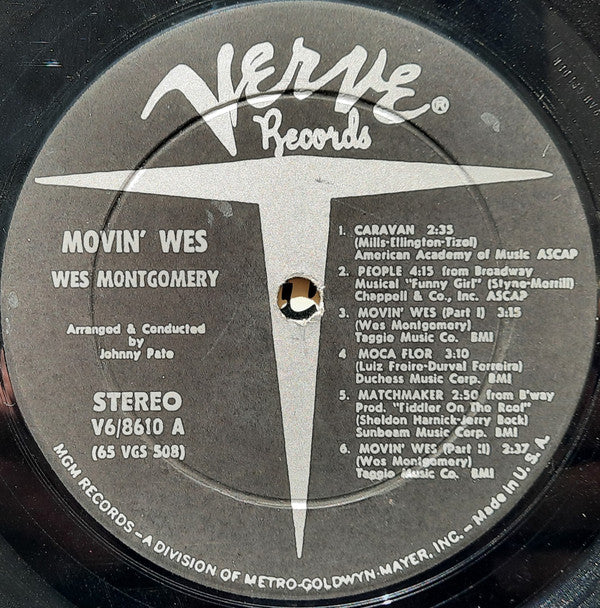 Verve®
Records
MOVIN' WES
WES MONTGOMERY
Arranged & Conducted
by
Johnny Pate
STEREO
V6/8610 A
(65 VGS 508)
1. CARAVAN 2:35
(Mills-Ellington-Tizol)
American Academy of Music ASCAP
2. PEOPLE 4:15 from Broadway
Musical "Funny Girl" (Styne-Merrill)
Chappell & Co., Inc. ASCAP
3. MOVIN' WES (Part I) 3:15
(Wes Montgomery)
Taggie Music Co. BMI
4 MOCA FLOR 3:10
(Luiz Freiro-Durval Ferreira)
Duchess Music Corp. BMI
5. MATCHMAKER 2:50 from B'way
Prod. "Fiddler On The Roof"
(Sheldon Harnick-Jerry Bock)
Sunbeam Music Corp. BMI
6. MOVIN' WES (Part II) 2:37
(Wes Montgomery)
Taggie Music Co. BMI
MGM RECORDS – A DIVISION OF METRO-GOLDWYN-MAYER, INC. – Made in U. S. A.